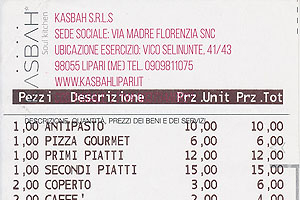 KASBAH®
Soul kitchen
KASBAH S.R.L.S
SEDE SOCIALE: VIA MADRE FLORENZIA SNC
UBICAZIONE ESERCIZIO: VICO SELINUNTE, 41/43
98055 LIPARI (ME) TEL. 0909811075
WWW.KASBAHLIPARI.IT
Pezzi Descrizione Prz.Unit Prz.Tot
DESCRIZIONE, QUANTITÀ, PREZZI DEI BENI E DEI SERVIZI
1,00 ANTIPASTO 10,00 10,00
1,00 PIZZA GOURMET 6,00 6,00
1,00 PRIMI PIATTI 12,00 12,00
1,00 SECONDI PIATTI 15,00 15,00
2,00 COPERTO 3,00 6,00
2,00 CAFFE' 2,00 4,00